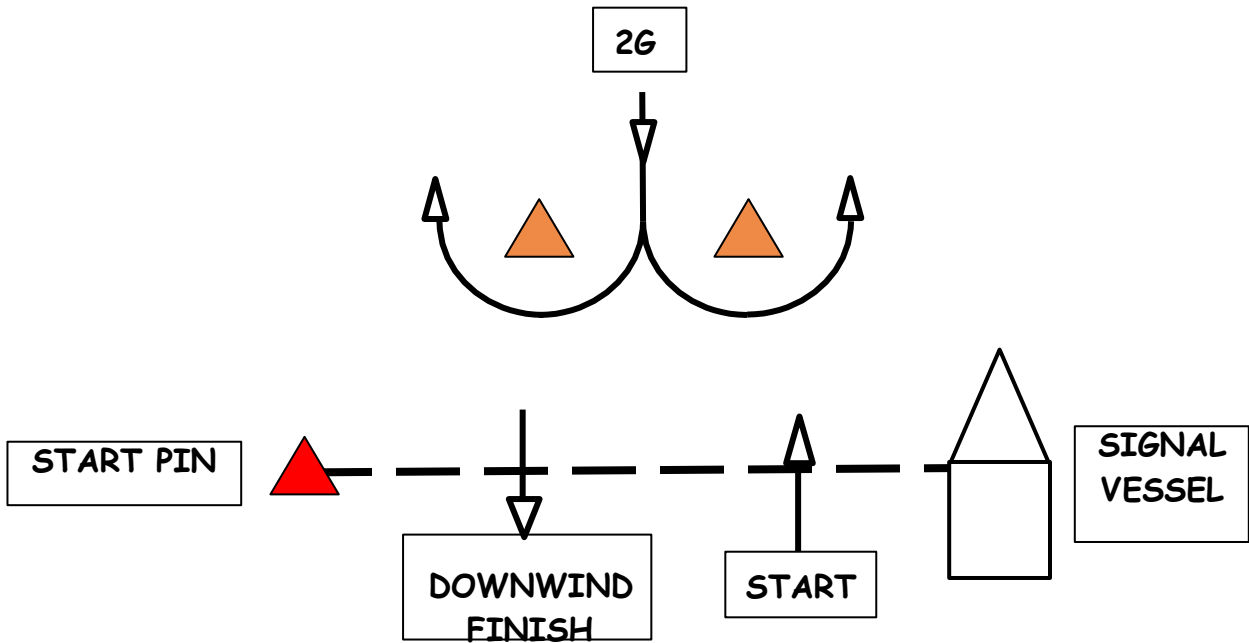 2G
START PIN
SIGNAL
VESSEL
DOWNWIND
FINISH
START